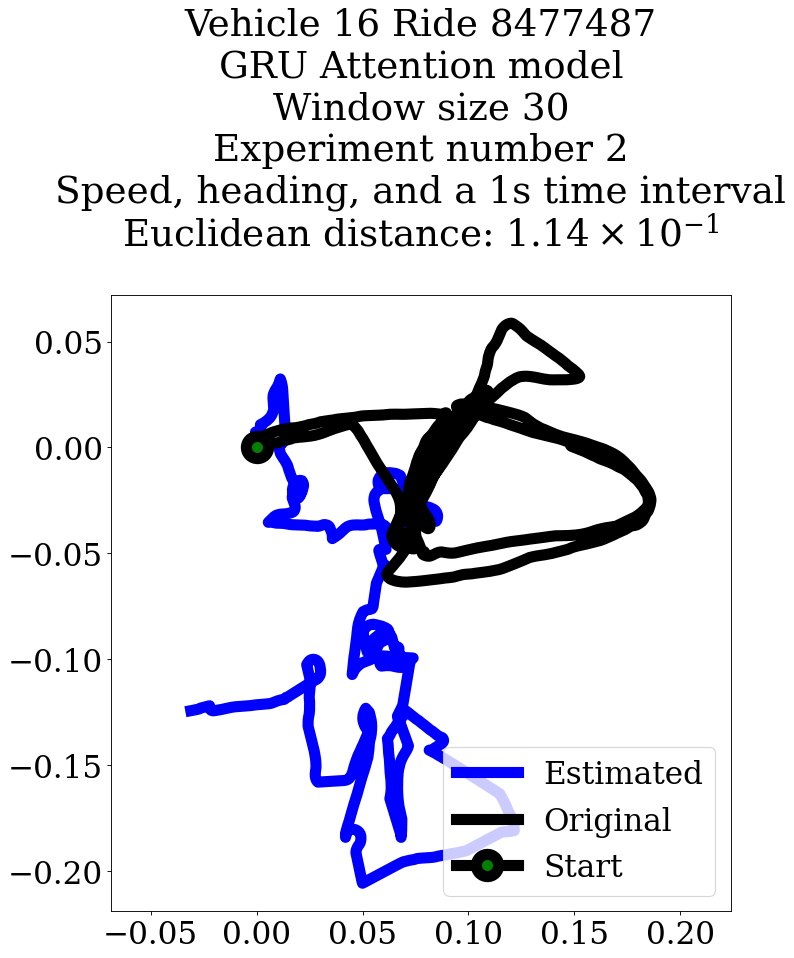 Vehicle 16 Ride 8477487
GRU Attention model
Window size 30
Experiment number 2
Speed, heading, and a 1s time interval
Euclidean distance: 1.14 × 10⁻¹
0.05
0.00
−0.05
−0.10
−0.15
−0.20
Estimated
Original
Start
−0.05 0.00 0.05 0.10 0.15 0.20